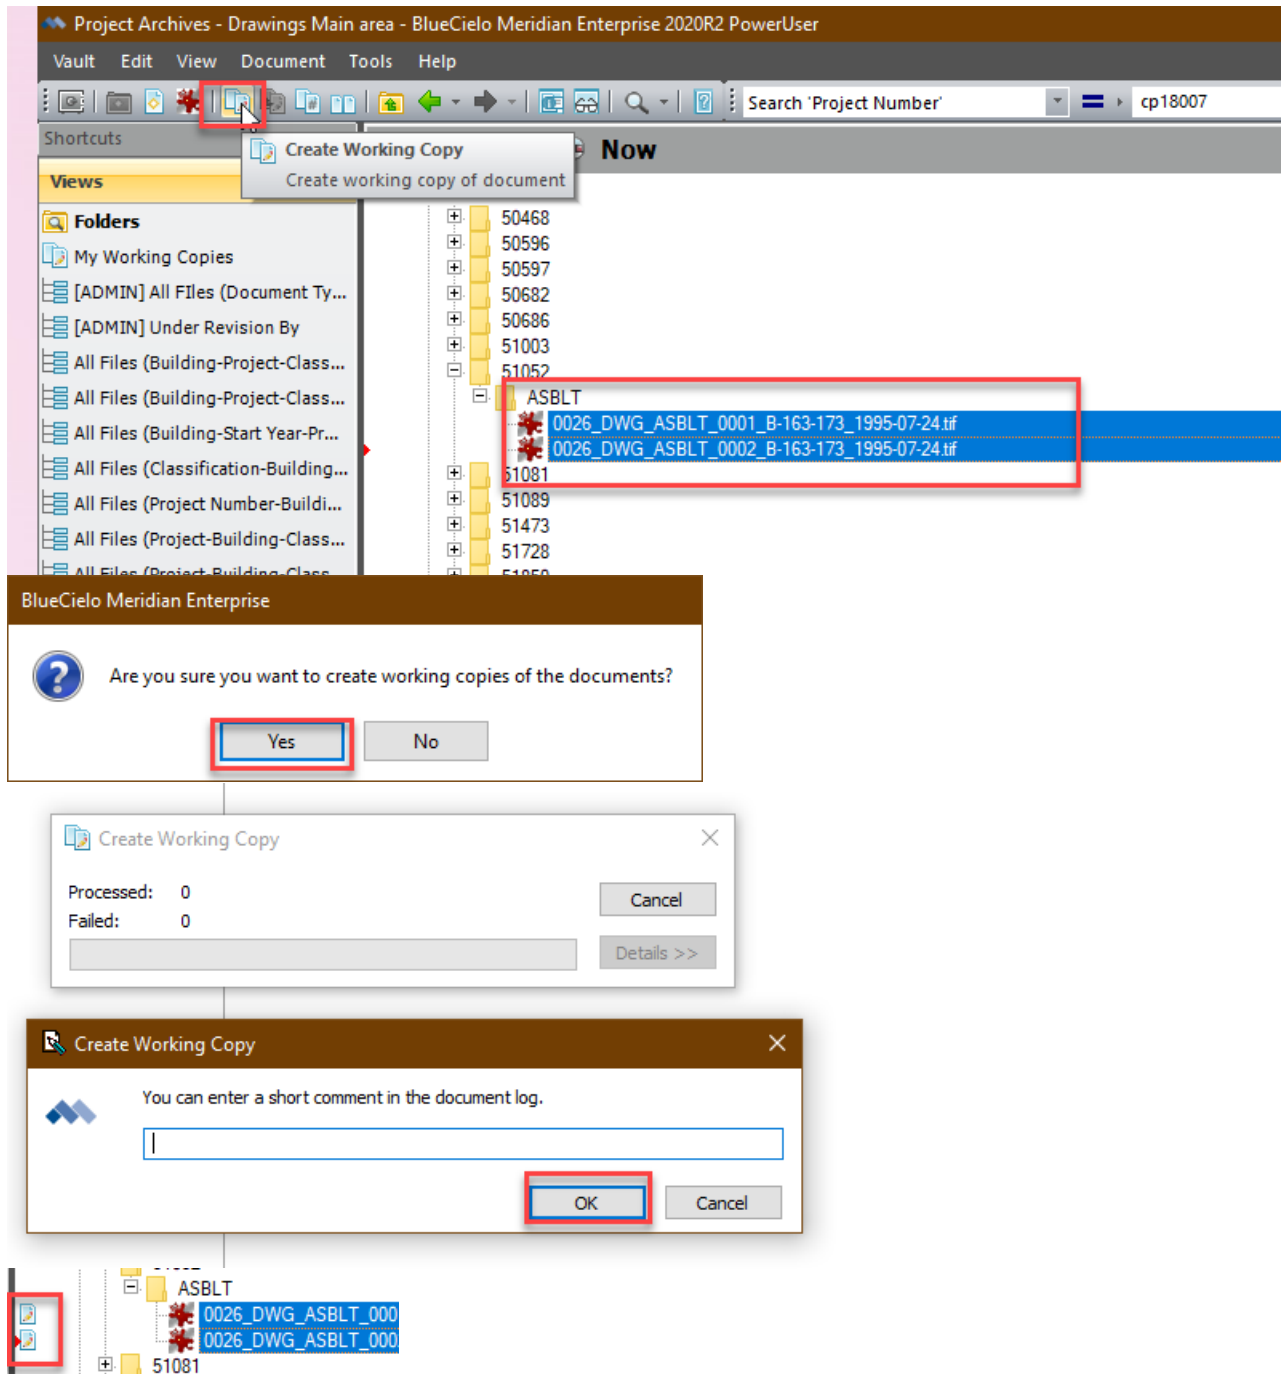 Project Archives - Drawings Main area - BlueCielo Meridian Enterprise 2020R2 PowerUser
Vault Edit View Document Tools Help
Search 'Project Number' cp18007
Shortcuts
Create Working Copy
Create working copy of document
Now
Views
Folders
My Working Copies
[ADMIN] All FIles (Document Ty...
[ADMIN] Under Revision By
All Files (Building-Project-Class...
All Files (Building-Project-Class...
All Files (Building-Start Year-Pr...
All Files (Classification-Building...
All Files (Project Number-Buildi...
All Files (Project-Building-Class...
All Files (Project-Building-Class
50468
50596
50597
50682
50686
51003
51052
ASBLT
0026_DWG_ASBLT_0001_B-163-173_1995-07-24.tif
0026_DWG_ASBLT_0002_B-163-173_1995-07-24.tif
51081
51089
51473
51728
BlueCielo Meridian Enterprise
Are you sure you want to create working copies of the documents?
Yes No
Create Working Copy
Processed: 0
Cancel
Failed: 0
Details >>
Create Working Copy
You can enter a short comment in the document log.
OK Cancel
ASBLT
0026_DWG_ASBLT_000
0026_DWG_ASBLT_000
51081